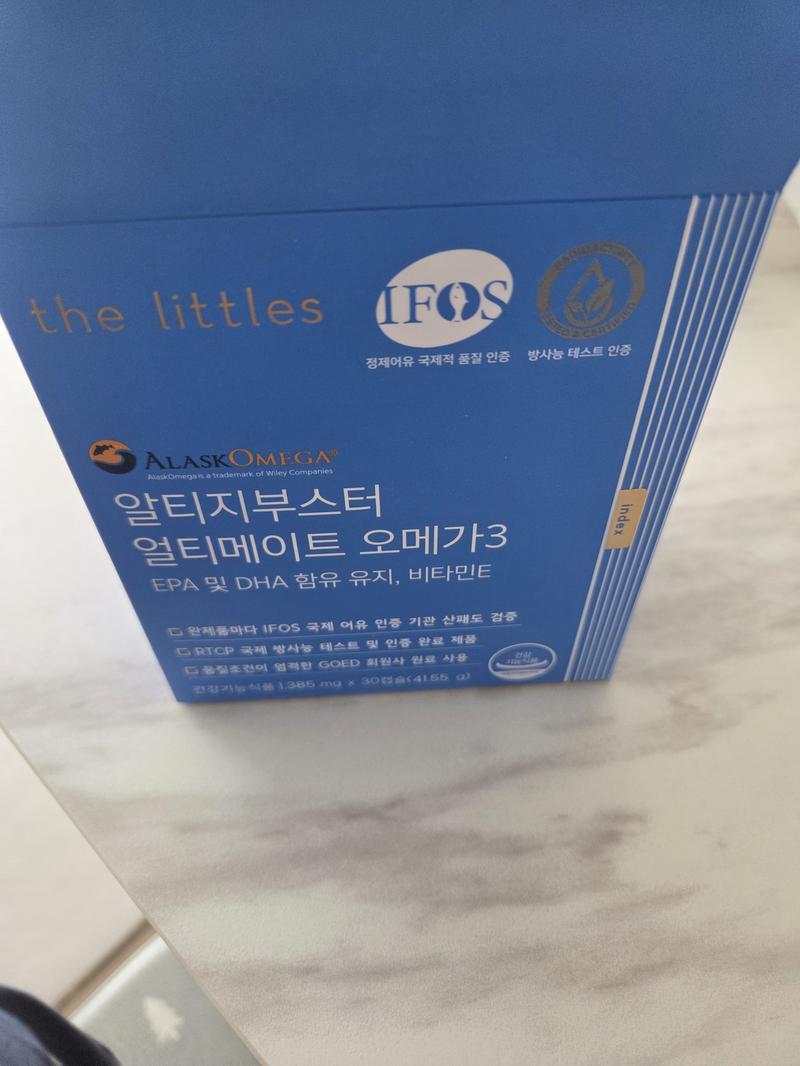 the littles
IFOS
정제어유 국제적 품질 인증
방사능 테스트 인증
ALASKOMEGA®
AlaskOmega is a trademark of Wiley Companies
알티지부스터
얼티메이트 오메가3
EPA 및 DHA 함유 유지, 비타민E
index
완제품마다 IFOS 국제 어유 인증 기관 산패도 검증
RTCP 국제 방사능 테스트 및 인증 완료 제품
품질조건이 엄격한 GOED 회원사 원료 사용
건강기능식품 1,385 mg x 30캡슐(41.55 g)
건강
기능식품